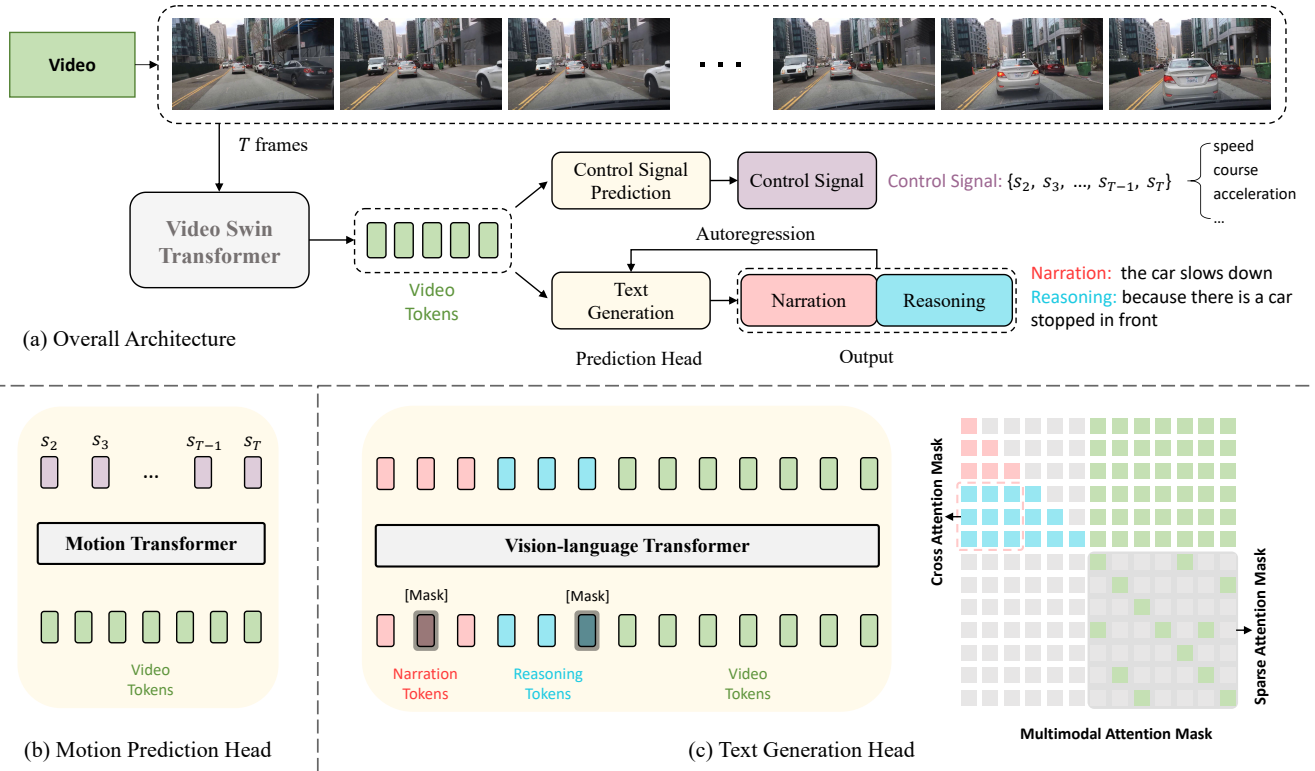 Video
T frames
Video Swin
Transformer
Video
Tokens
Control Signal
Prediction
Control Signal
Control Signal: {s2, s3, ..., sT−1, sT}
speed
course
acceleration
...
Autoregression
Text
Generation
Narration
Reasoning
Narration: the car slows down
Reasoning: because there is a car
stopped in front
Prediction Head
Output
(a) Overall Architecture
s2
s3
sT−1
sT
...
Motion Transformer
Video
Tokens
(b) Motion Prediction Head
Vision-language Transformer
[Mask]
[Mask]
Narration
Tokens
Reasoning
Tokens
Video
Tokens
(c) Text Generation Head
Cross Attention Mask
Sparse Attention Mask
Multimodal Attention Mask